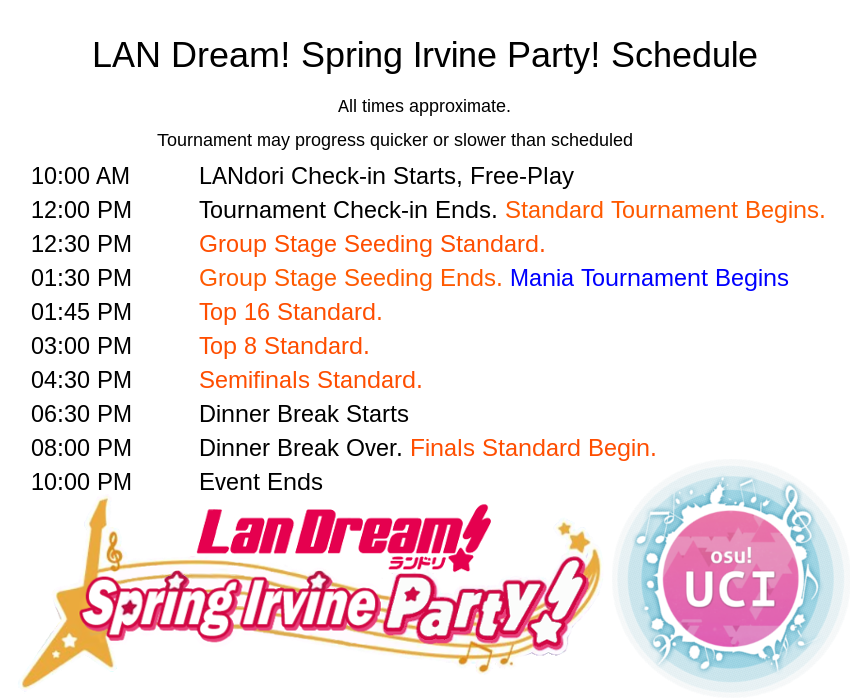 LAN Dream! Spring Irvine Party! Schedule
All times approximate.
Tournament may progress quicker or slower than scheduled
10:00 AM LANdori Check-in Starts, Free-Play
12:00 PM Tournament Check-in Ends. Standard Tournament Begins.
12:30 PM Group Stage Seeding Standard.
01:30 PM Group Stage Seeding Ends. Mania Tournament Begins
01:45 PM Top 16 Standard.
03:00 PM Top 8 Standard.
04:30 PM Semifinals Standard.
06:30 PM Dinner Break Starts
08:00 PM Dinner Break Over. Finals Standard Begin.
10:00 PM Event Ends
Lan Dream!
ランドリ
Spring Irvine Party!
osu!
UCI